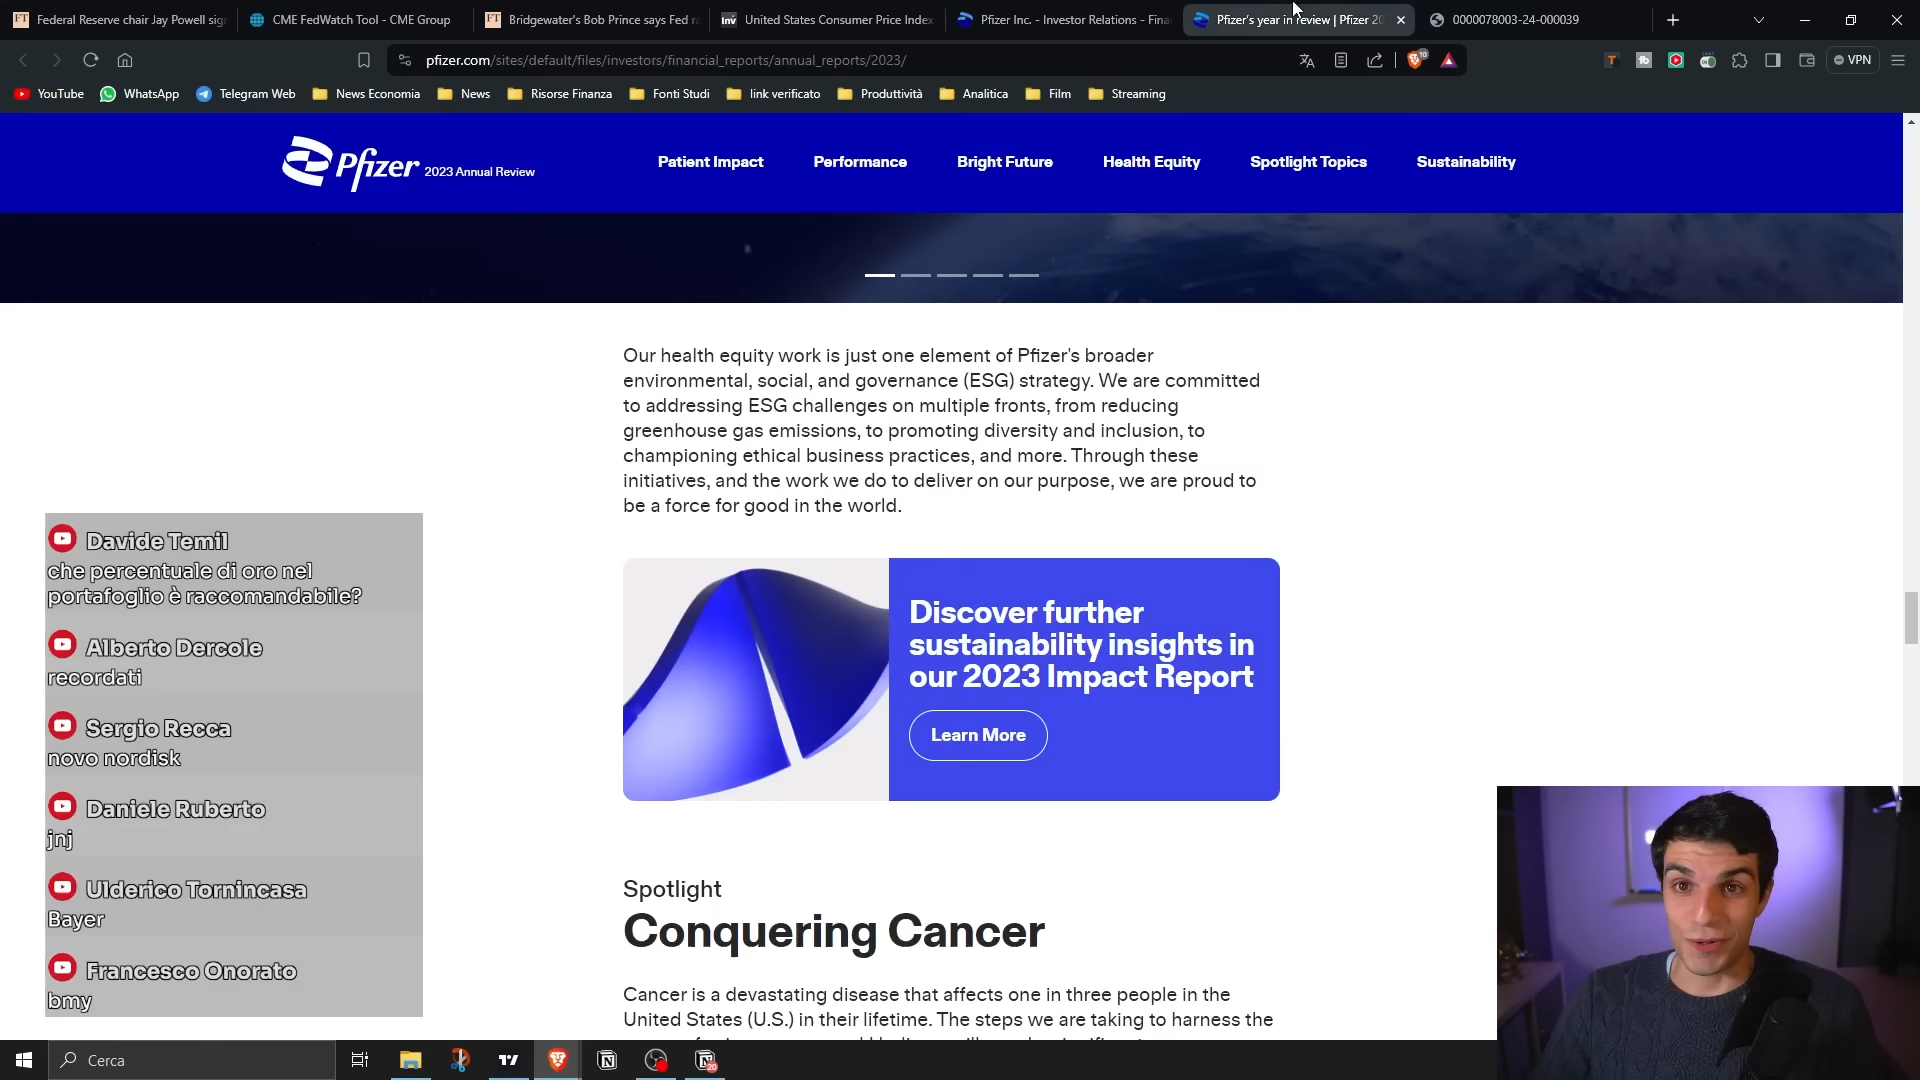 Federal Reserve chair Jay Powell sig
CME FedWatch Tool - CME Group
Bridgewater's Bob Prince says Fed ra
United States Consumer Price Index
Pfizer Inc. - Investor Relations - Fina
Pfizer's year in review | Pfizer 20
0000078003-24-000039
pfizer.com/sites/default/files/investors/financial_reports/annual_reports/2023/
VPN
YouTube
WhatsApp
Telegram Web
News Economia
News
Risorse Finanza
Fonti Studi
link verificato
Produttività
Analitica
Film
Streaming
Pfizer 2023 Annual Review
Patient Impact
Performance
Bright Future
Health Equity
Spotlight Topics
Sustainability
Our health equity work is just one element of Pfizer's broader
environmental, social, and governance (ESG) strategy. We are committed
to addressing ESG challenges on multiple fronts, from reducing
greenhouse gas emissions, to promoting diversity and inclusion, to
championing ethical business practices, and more. Through these
initiatives, and the work we do to deliver on our purpose, we are proud to
be a force for good in the world.
Discover further
sustainability insights in
our 2023 Impact Report
Learn More
Spotlight
Conquering Cancer
Cancer is a devastating disease that affects one in three people in the
United States (U.S.) in their lifetime. The steps we are taking to harness the
Davide Temil
che percentuale di oro nel
portafoglio è raccomandabile?
Alberto Dercole
recordati
Sergio Recca
novo nordisk
Daniele Ruberto
jnj
Ulderico Tornincasa
Bayer
Francesco Onorato
bmy
Cerca